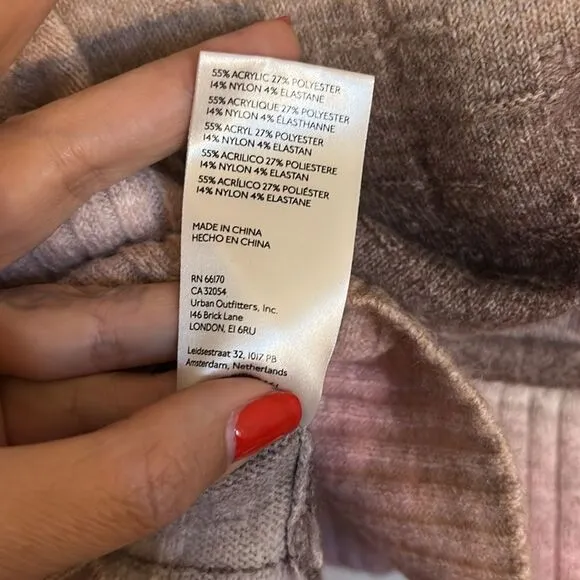 55% ACRYLIC 27% POLYESTER
14% NYLON 4% ELASTANE
55% ACRYLIQUE 27% POLYESTER
14% NYLON 4% ÉLASTHANNE
55% ACRYL 27% POLYESTER
14% NYLON 4% ELASTAN
55% ACRILICO 27% POLIESTERE
14% NYLON 4% ELASTAN
55% ACRÍLICO 27% POLIÉSTER
14% NYLON 4% ELASTANE
MADE IN CHINA
HECHO EN CHINA
RN 66170
CA 32054
Urban Outfitters, Inc.
146 Brick Lane
LONDON, E1 6RU
Leidsestraat 32, 1017 PB
Amsterdam, Netherlands